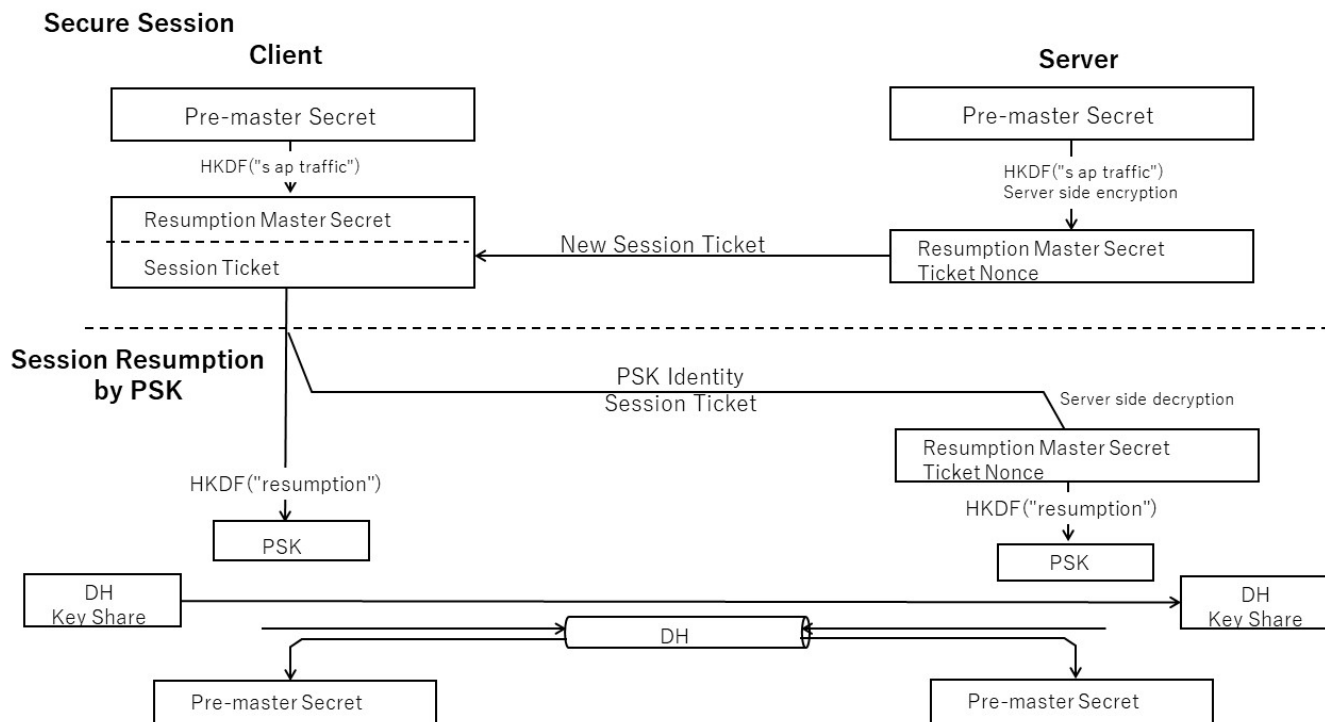 Secure Session
Client
Server
Pre-master Secret
Pre-master Secret
HKDF("s ap traffic")
HKDF("s ap traffic")
Server side encryption
Resumption Master Secret
Session Ticket
New Session Ticket
Resumption Master Secret
Ticket Nonce
Session Resumption
by PSK
PSK Identity
Session Ticket
Server side decryption
Resumption Master Secret
Ticket Nonce
HKDF("resumption")
HKDF("resumption")
PSK
PSK
DH
Key Share
DH
Key Share
DH
Pre-master Secret
Pre-master Secret